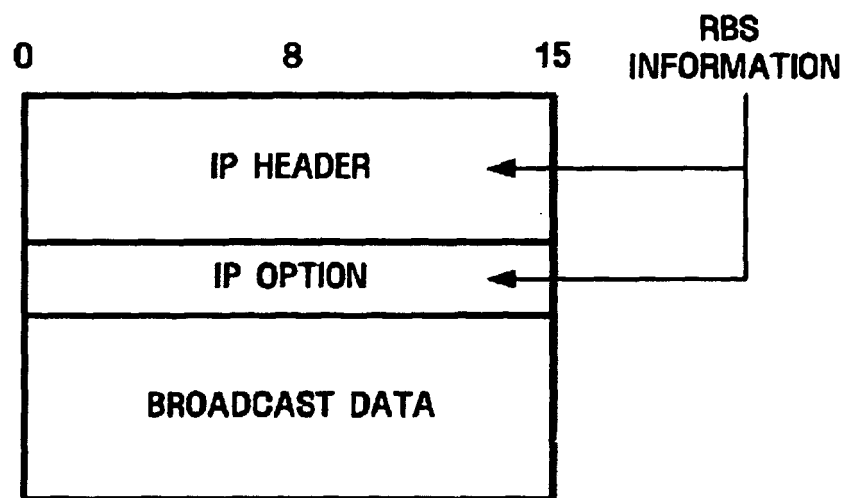 RBS
INFORMATION
0 8 15
IP HEADER
IP OPTION
BROADCAST DATA